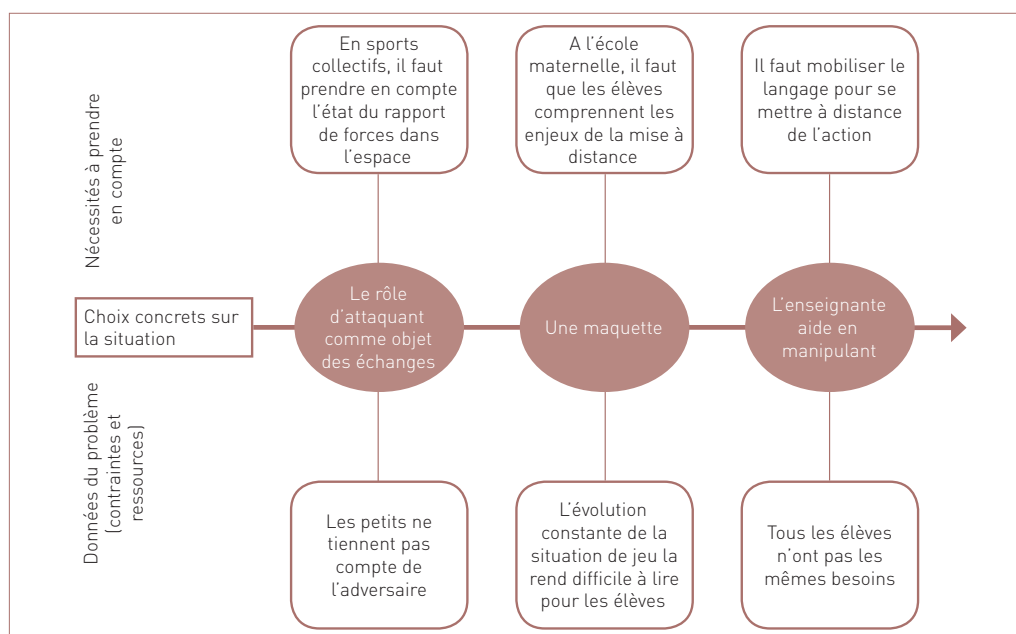 Nécessités à prendre
en compte
En sports
collectifs, il faut
prendre en compte
l'état du rapport
de forces dans
l'espace
A l'école
maternelle, il faut
que les élèves
comprennent les
enjeux de la mise à
distance
Il faut mobiliser le
langage pour se
mettre à distance
de l'action
Choix concrets sur
la situation
Le rôle
d'attaquant
comme objet
des échanges
Une maquette
L'enseignante
aide en
manipulant
Données du problème
(contraintes et
ressources)
Les petits ne
tiennent pas
compte de
l'adversaire
L'évolution
constante de la
situation de jeu la
rend difficile à lire
pour les élèves
Tous les élèves
n'ont pas les
mêmes besoins